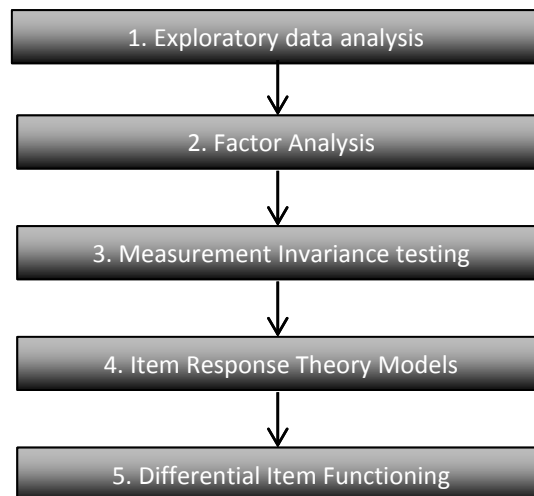 1. Exploratory data analysis
2. Factor Analysis
3. Measurement Invariance testing
4. Item Response Theory Models
5. Differential Item Functioning